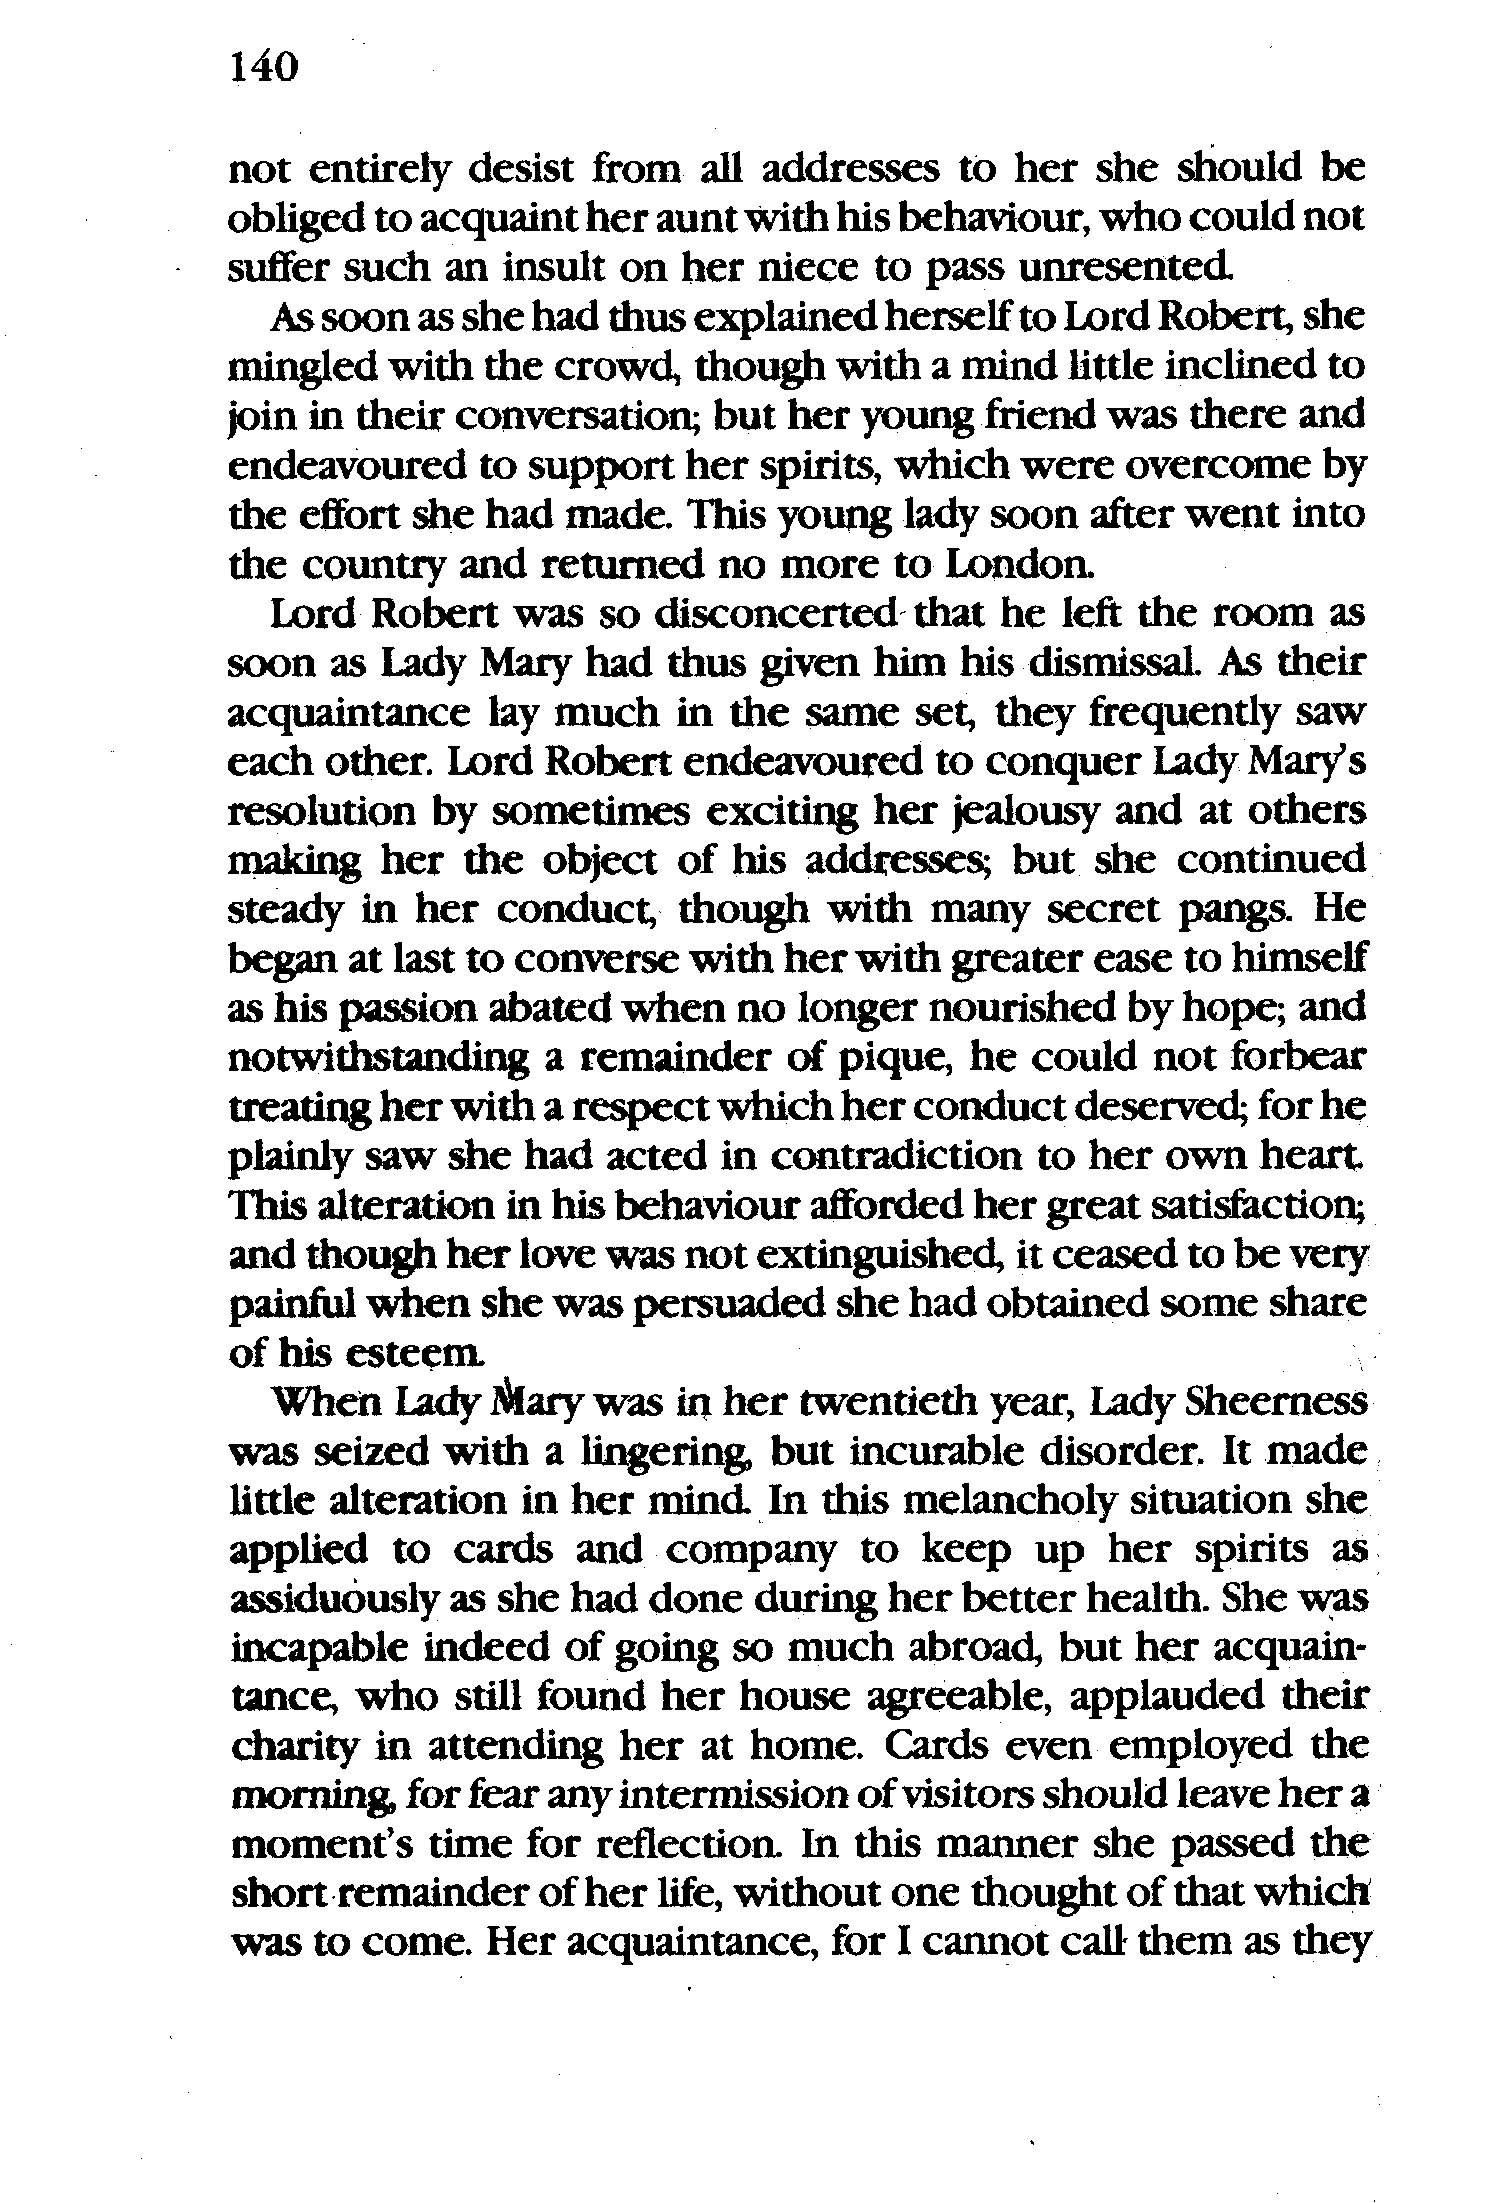 140
not entirely desist from all addresses to her she should be
obliged to acquaint her aunt with his behaviour, who could not
suffer such an insult on her niece to pass unresented.
As soon as she had thus explained herself to Lord Robert, she
mingled with the crowd, though with a mind little inclined to
join in their conversation; but her young friend was there and
endeavoured to support her spirits, which were overcome by
the effort she had made. This young lady soon after went into
the country and returned no more to London.
Lord Robert was so disconcerted that he left the room as
soon as Lady Mary had thus given him his dismissal. As their
acquaintance lay much in the same set, they frequently saw
each other. Lord Robert endeavoured to conquer Lady Mary's
resolution by sometimes exciting her jealousy and at others
making her the object of his addresses; but she continued
steady in her conduct, though with many secret pangs. He
began at last to converse with her with greater ease to himself
as his passion abated when no longer nourished by hope; and
notwithstanding a remainder of pique, he could not forbear
treating her with a respect which her conduct deserved; for he
plainly saw she had acted in contradiction to her own heart.
This alteration in his behaviour afforded her great satisfaction;
and though her love was not extinguished, it ceased to be very
painful when she was persuaded she had obtained some share
of his esteem.
When Lady Mary was in her twentieth year, Lady Sheerness
was seized with a lingering, but incurable disorder. It made
little alteration in her mind. In this melancholy situation she
applied to cards and company to keep up her spirits as
assiduously as she had done during her better health. She was
incapable indeed of going so much abroad, but her acquain-
tance, who still found her house agreeable, applauded their
charity in attending her at home. Cards even employed the
morning, for fear any intermission of visitors should leave her a
moment's time for reflection. In this manner she passed the
short remainder of her life, without one thought of that which
was to come. Her acquaintance, for I cannot call them as they